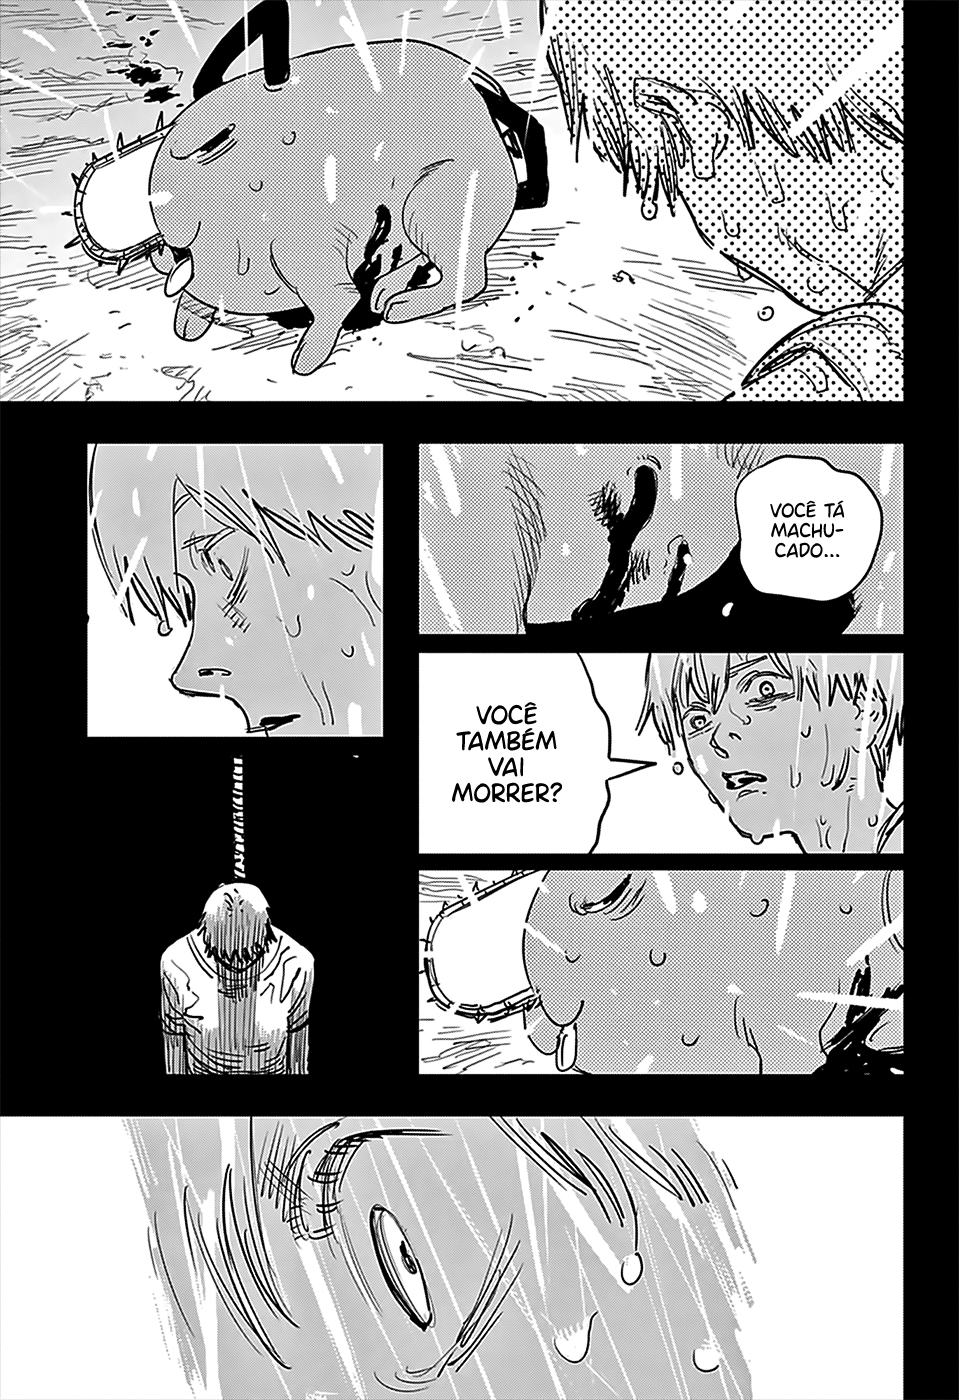 VOCÊ TÁ
MACHU-
CADO...
VOCÊ
TAMBÉM
VAI
MORRER?